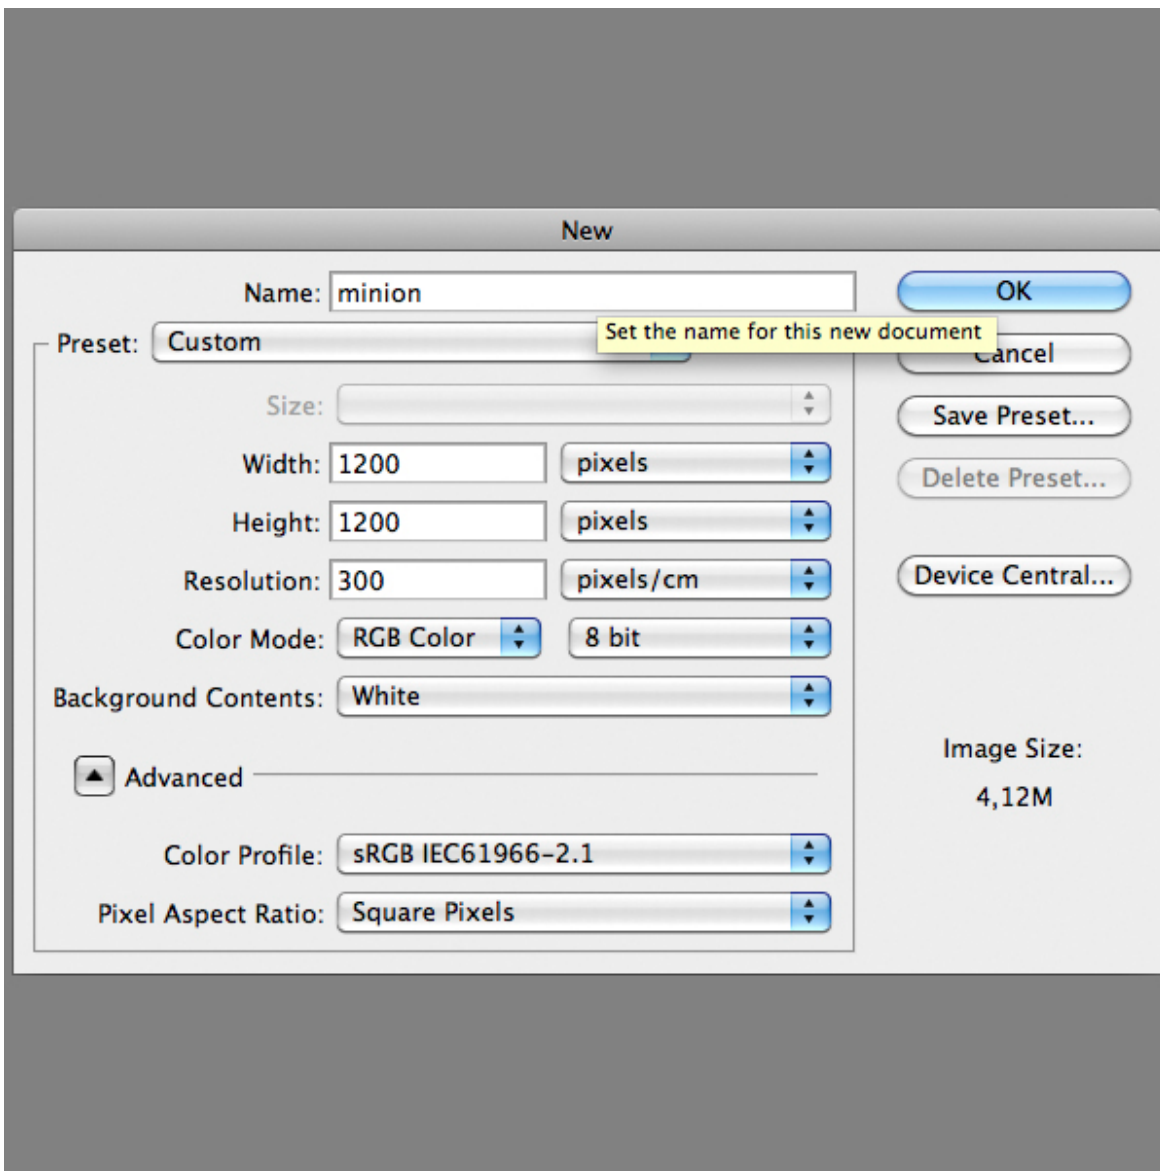 New
Name: minion
OK
Set the name for this new document
Preset: Custom
Cancel
Size:
Save Preset...
Width: 1200 pixels
Delete Preset...
Height: 1200 pixels
Resolution: 300 pixels/cm
Device Central...
Color Mode: RGB Color 8 bit
Background Contents: White
Image Size:
Advanced
4,12M
Color Profile: sRGB IEC61966-2.1
Pixel Aspect Ratio: Square Pixels